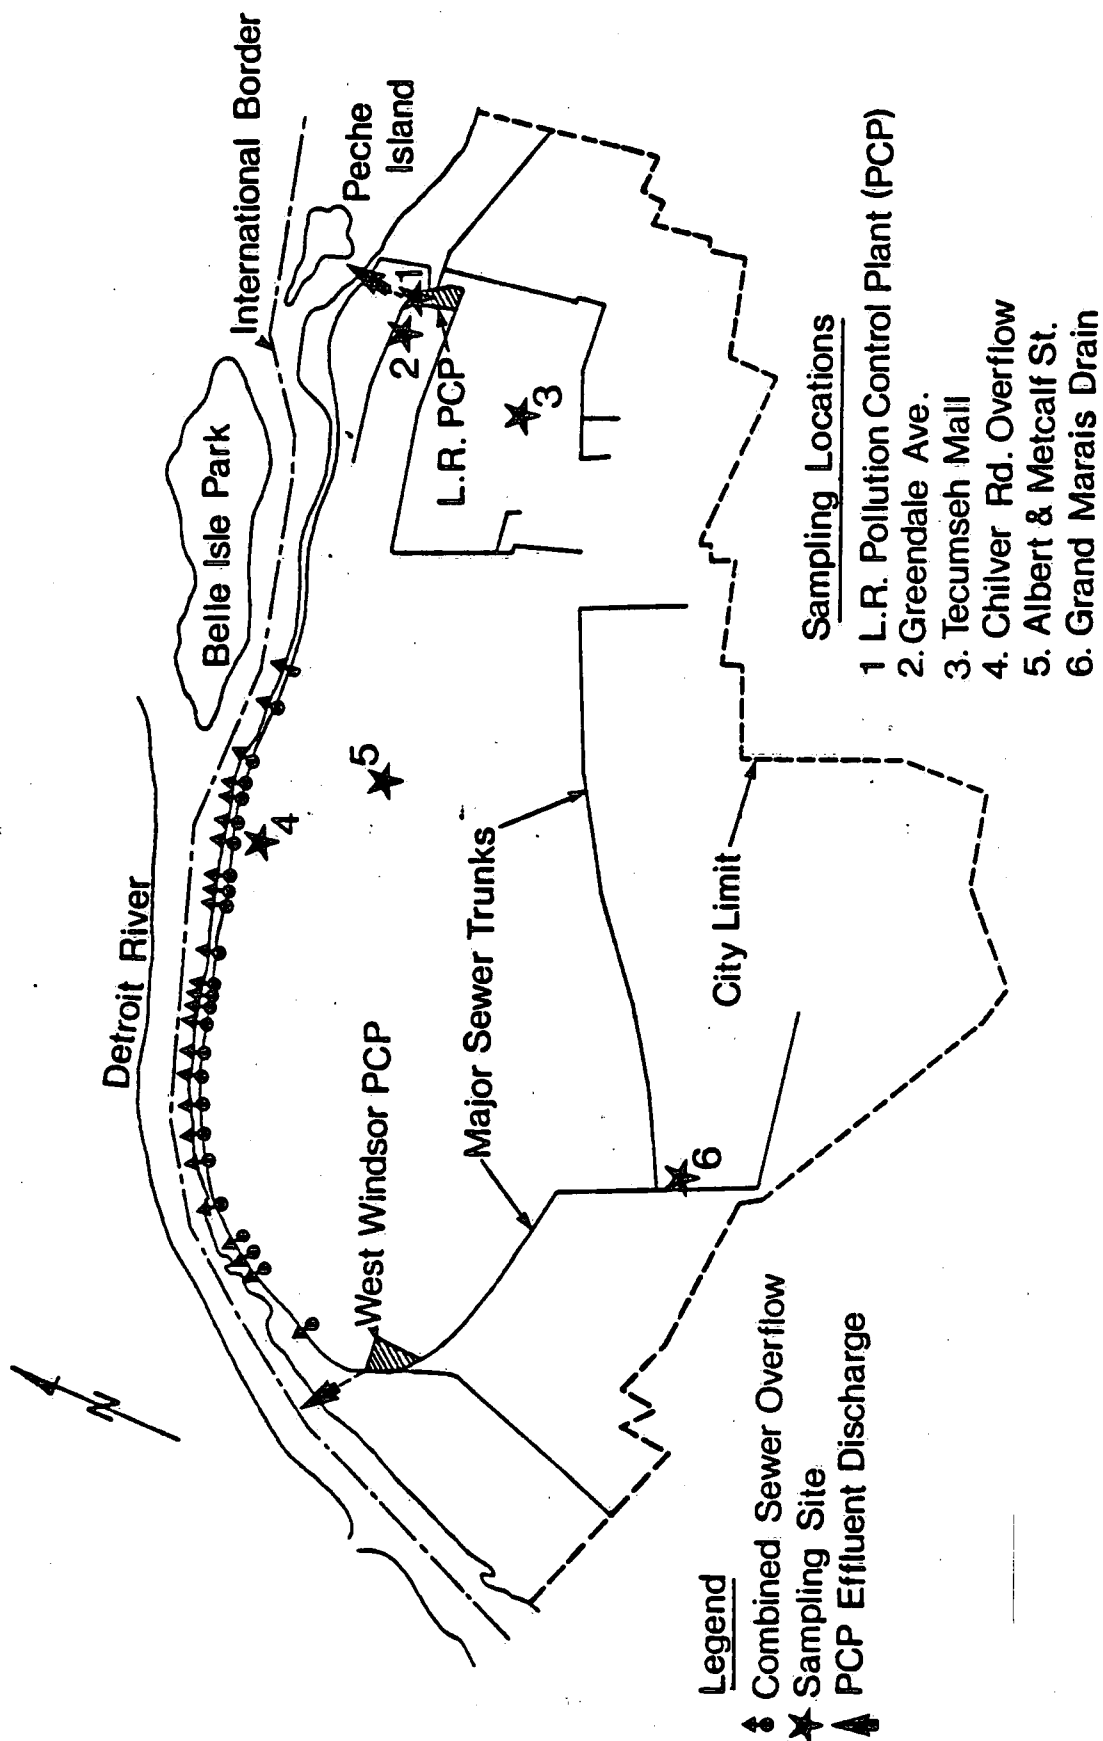 International Border
Peche
Island
Belle Isle Park
Detroit River
N
1
2
L.R. PCP
3
4
5
West Windsor PCP
Major Sewer Trunks
6
City Limit
Sampling Locations
1 L.R. Pollution Control Plant (PCP)
2. Greendale Ave.
3. Tecumseh Mall
4. Chilver Rd. Overflow
5. Albert & Metcalf St.
6. Grand Marais Drain
Legend
Combined Sewer Overflow
Sampling Site
PCP Effluent Discharge